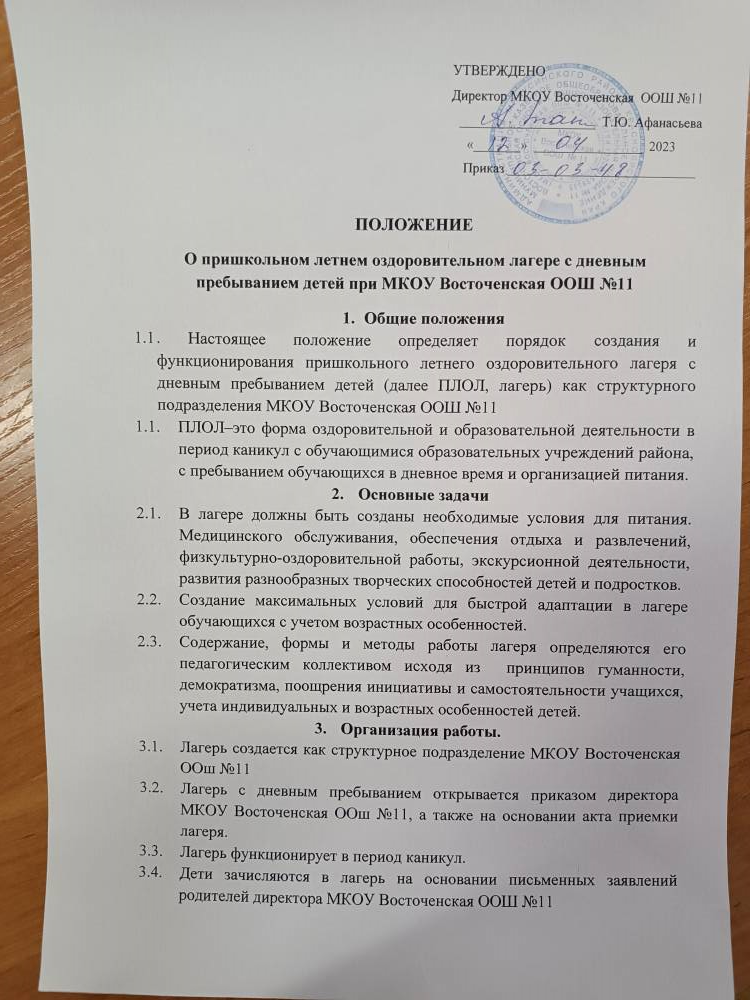 УТВЕРЖДЕНО
Директор МКОУ Восточенская ООШ №11
Т.Ю. Афанасьева
« 12 » 04 2023
Приказ 03-03-48
ПОЛОЖЕНИЕ
О пришкольном летнем оздоровительном лагере с дневным
пребыванием детей при МКОУ Восточенская ООШ №11
1. Общие положения
1.1. Настоящее положение определяет порядок создания и
функционирования пришкольного летнего оздоровительного лагеря с
дневным пребыванием детей (далее ПЛОЛ, лагерь) как структурного
подразделения МКОУ Восточенская ООШ №11
1.1. ПЛОЛ–это форма оздоровительной и образовательной деятельности в
период каникул с обучающимися образовательных учреждений района,
с пребыванием обучающихся в дневное время и организацией питания.
2. Основные задачи
2.1. В лагере должны быть созданы необходимые условия для питания.
Медицинского обслуживания, обеспечения отдыха и развлечений,
физкультурно-оздоровительной работы, экскурсионной деятельности,
развития разнообразных творческих способностей детей и подростков.
2.2. Создание максимальных условий для быстрой адаптации в лагере
обучающихся с учетом возрастных особенностей.
2.3. Содержание, формы и методы работы лагеря определяются его
педагогическим коллективом исходя из принципов гуманности,
демократизма, поощрения инициативы и самостоятельности учащихся,
учета индивидуальных и возрастных особенностей детей.
3. Организация работы.
3.1. Лагерь создается как структурное подразделение МКОУ Восточенская
ООш №11
3.2. Лагерь с дневным пребыванием открывается приказом директора
МКОУ Восточенская ООш №11, а также на основании акта приемки
лагеря.
3.3. Лагерь функционирует в период каникул.
3.4. Дети зачисляются в лагерь на основании письменных заявлений
родителей директора МКОУ Восточенская ООШ №11